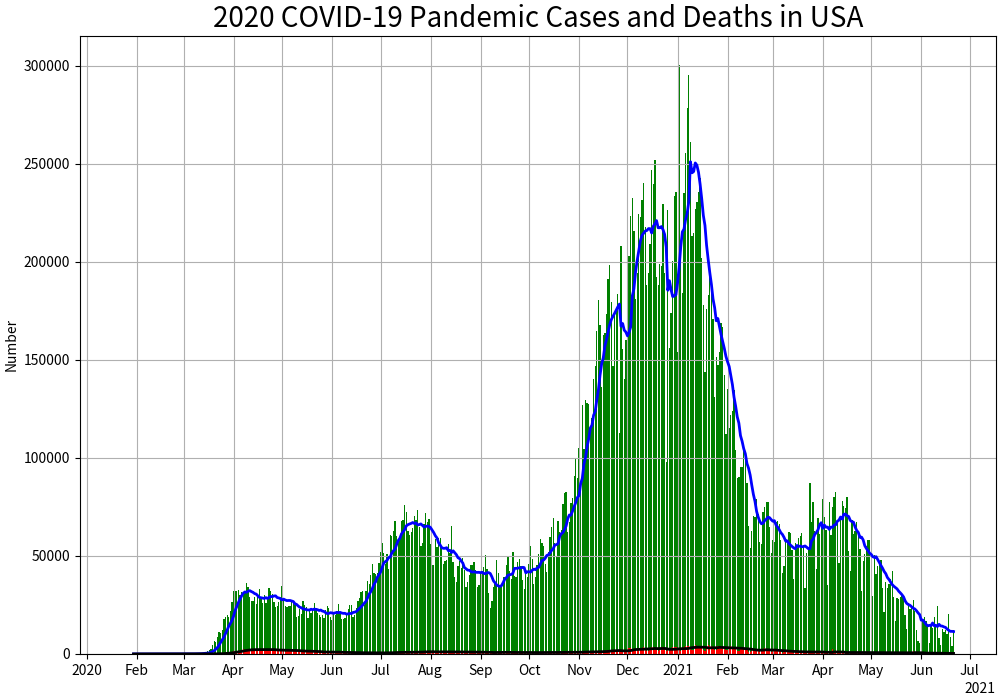 2020 COVID-19 Pandemic Cases and Deaths in USA
300000
250000
200000
150000
100000
50000
0
Number
2020 Feb Mar Apr May Jun Jul Aug Sep Oct Nov Dec 2021 Feb Mar Apr May Jun Jul
2021